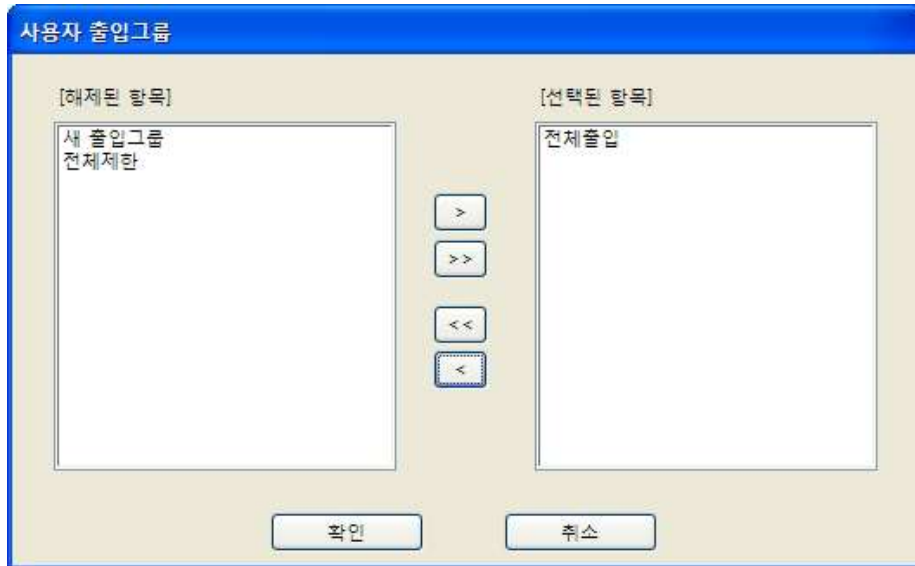 사용자 출입그룹
[해제된 항목]
새 출입그룹
전체제한
>
>>
<<
<
[선택된 항목]
전체출입
확인
취소